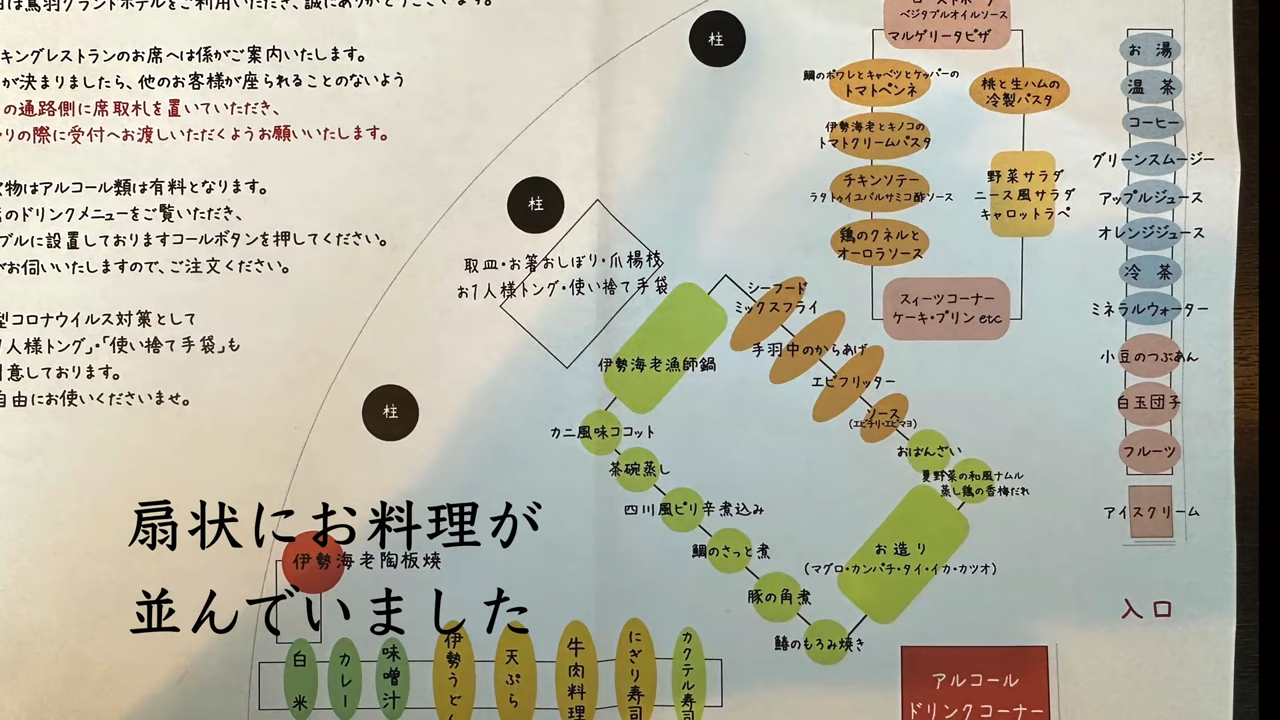 は鳥羽グランドホテルをご利用いただき、誠にありがとうございます。
キングレストランのお席へは係がご案内いたします。
が決まりましたら、他のお客様が座られることのないよう
の通路側に席取札を置いていただき、
りの際に受付へお渡しいただくようお願いいたします。
物はアルコール類は有料となります。
のドリンクメニューをご覧いただき、
ブルに設置しておりますコールボタンを押してください。
お伺いいたしますので、ご注文ください。
型コロナウイルス対策として
1人様トング」・「使い捨て手袋」も
意しております。
自由にお使いくださいませ。
柱
柱
柱
取皿・お箸おしぼり・爪楊枝
お1人様トング・使い捨て手袋
ベジタブルオイルソース
マルゲリータピザ
鯛のポワレとキャベツとケッパーの
トマトペンネ
伊勢海老とキノコの
トマトクリームパスタ
チキンソテー
ラタトゥイユバルサミコ酢ソース
鶏のクネルと
オーロラソース
桃と生ハムの
冷製パスタ
野菜サラダ
ニース風サラダ
キャロットラペ
スィーツコーナー
ケーキ・プリン etc
お湯
温茶
コーヒー
グリーンスムージー
アップルジュース
オレンジジュース
冷茶
ミネラルウォーター
小豆のつぶあん
白玉団子
フルーツ
アイスクリーム
入口
シーフード
ミックスフライ
手羽中のからあげ
エビフリッター
ソース
(エビチリ・エビマヨ)
おばんざい
夏野菜の和風ナムル
蒸し鶏の香梅だれ
お造り
(マグロ・カンパチ・タイ・イカ・カツオ)
伊勢海老漁師鍋
カニ風味ココット
茶碗蒸し
四川風ピリ辛煮込み
鯛のさっと煮
豚の角煮
鰆のもろみ焼き
扇状にお料理が
並んでいました
伊勢海老陶板焼
白米
カレー
味噌汁
伊勢うどん
天ぷら
牛肉料理
にぎり寿司
カクテル寿司
アルコール
ドリンクコーナー